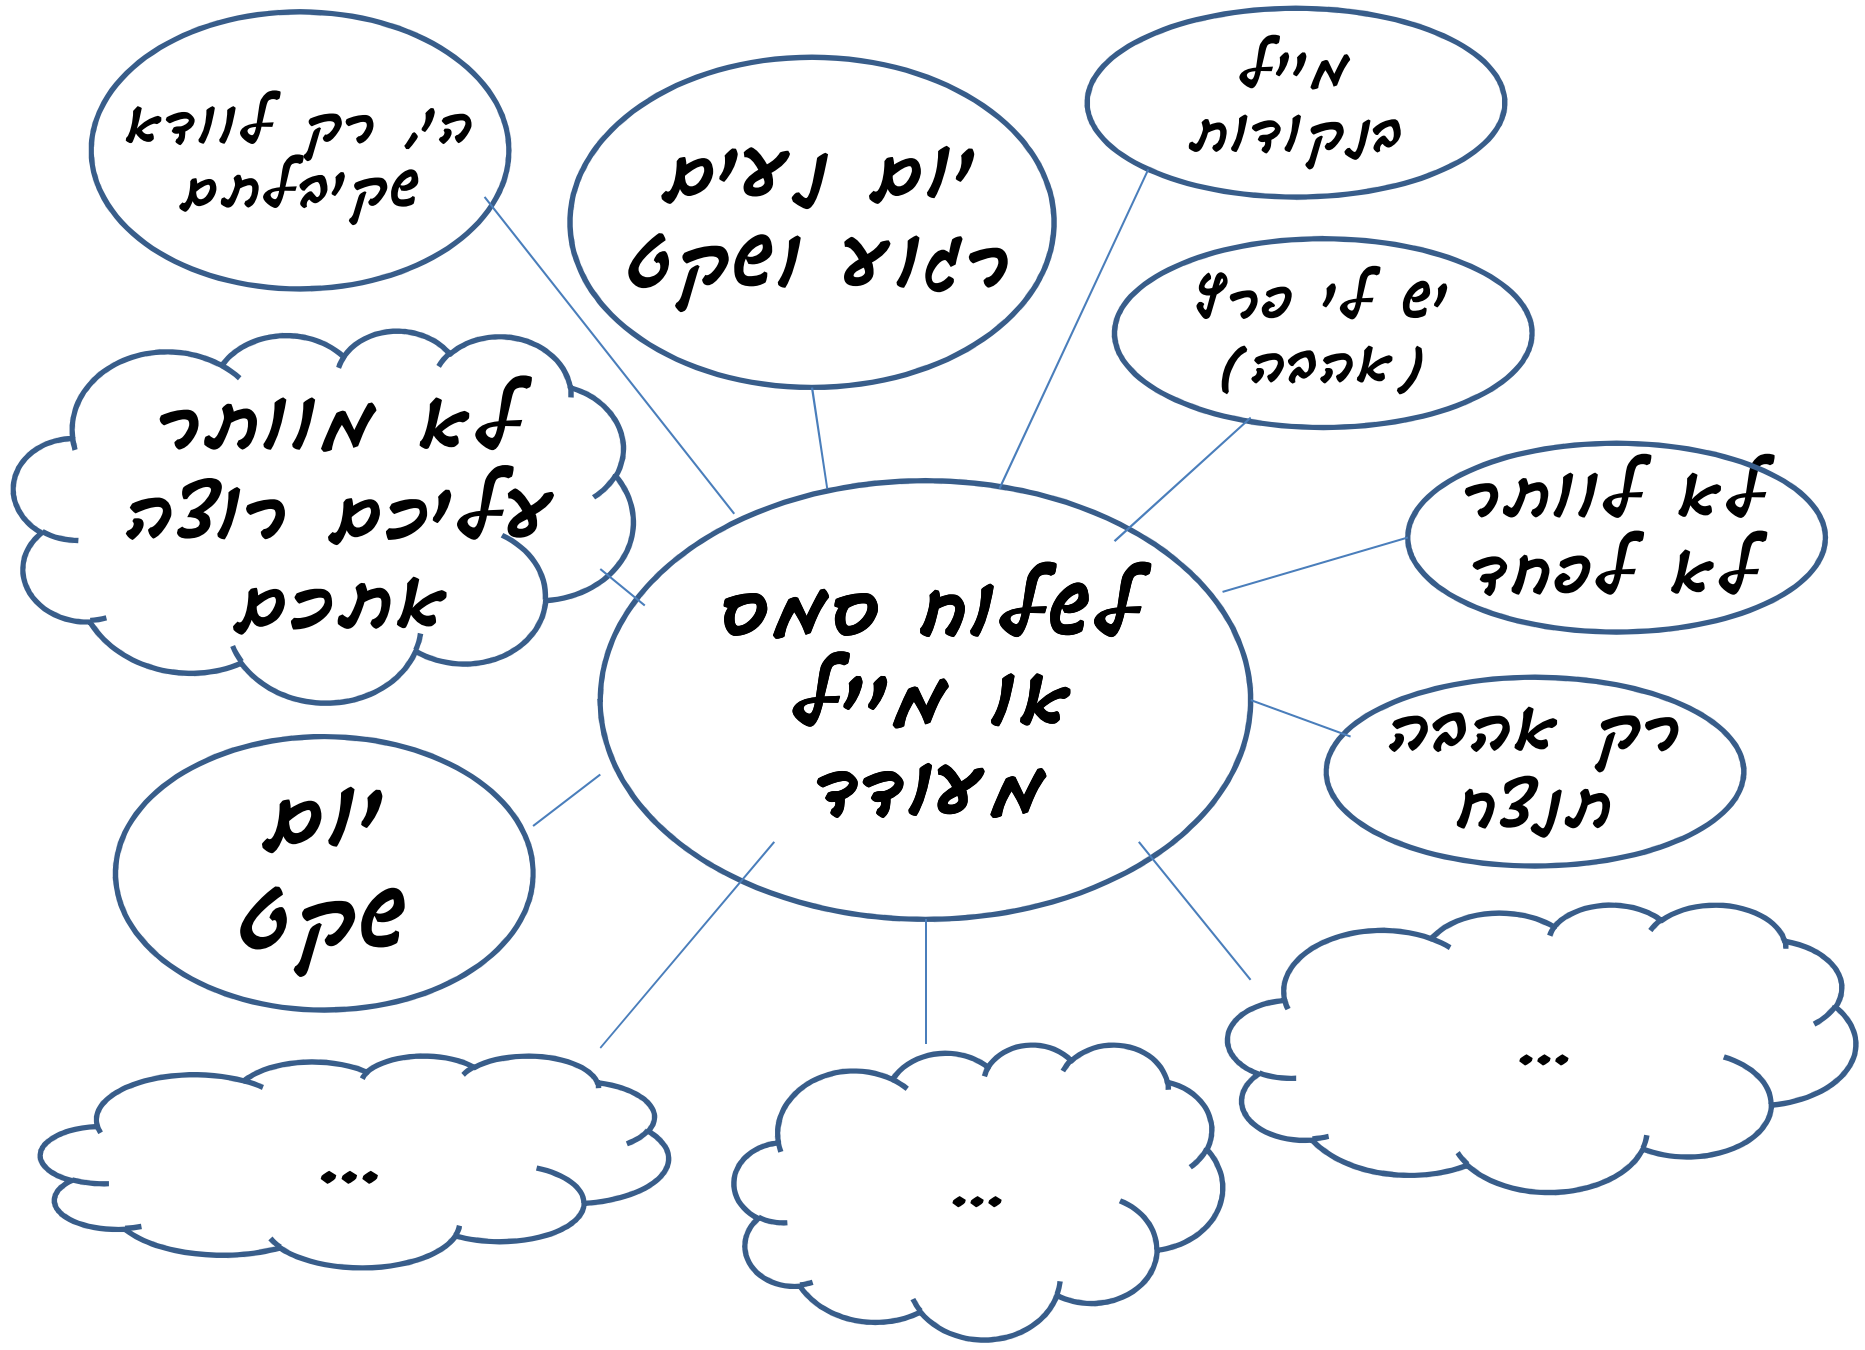 הי, רק לוודא
שקיבלתם
יום נעים
רגוע ושקט
מייל
בנקודות
יש לי פרץ
(אהבה)
לא מוותר
עליכם רוצה
אתכם
לשלוח סמס
או מייל
מעודד
לא לוותר
לא לפחד
רק אהבה
תנצח
יום
שקט
...
...
...